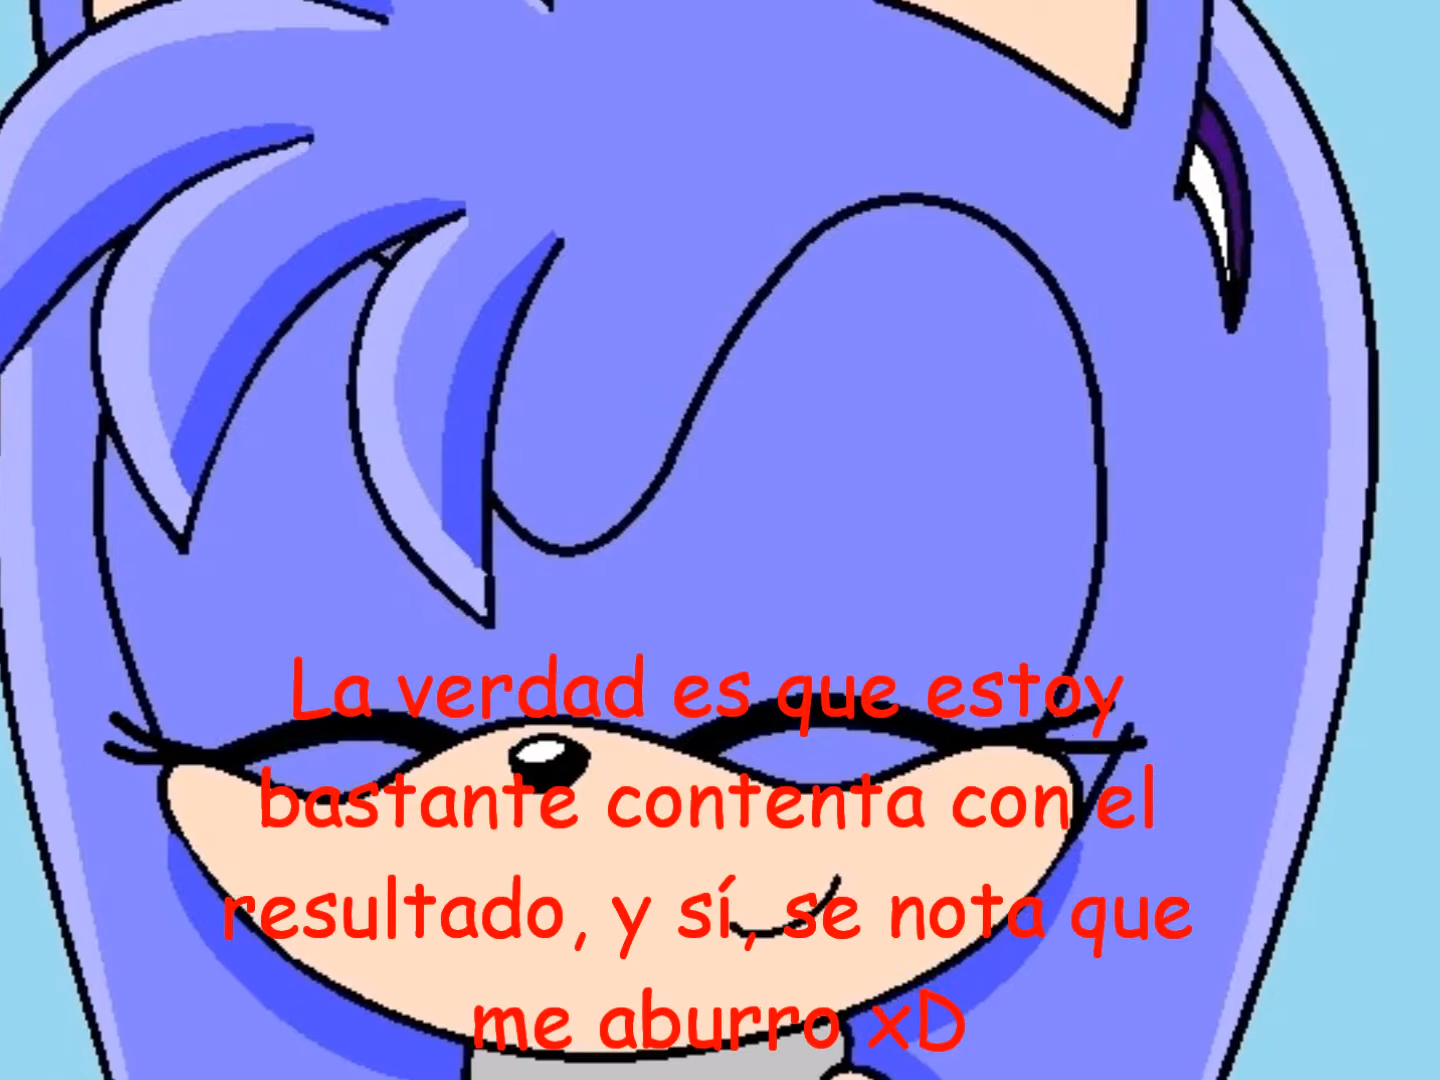 La verdad es que estoy
bastante contenta con el
resultado, y sí, se nota que
me aburro xD